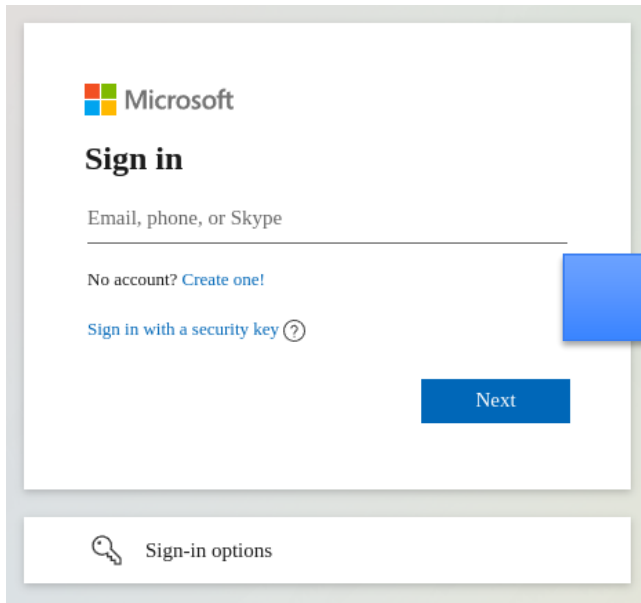 Microsoft
Sign in
Email, phone, or Skype
No account? Create one!
Sign in with a security key ?
Next
Sign-in options